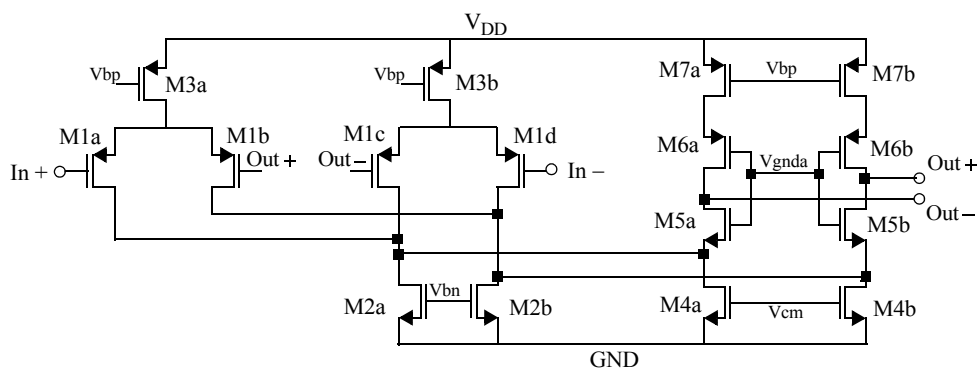 V_DD
Vbp
M3a
Vbp
M3b
M7a
Vbp
M7b
M1a
M1b
M1c
M1d
In +
Out +
Out −
In −
M6a
Vgnda
M6b
Out +
Out −
M5a
M5b
M2a
Vbn
M2b
M4a
Vcm
M4b
GND